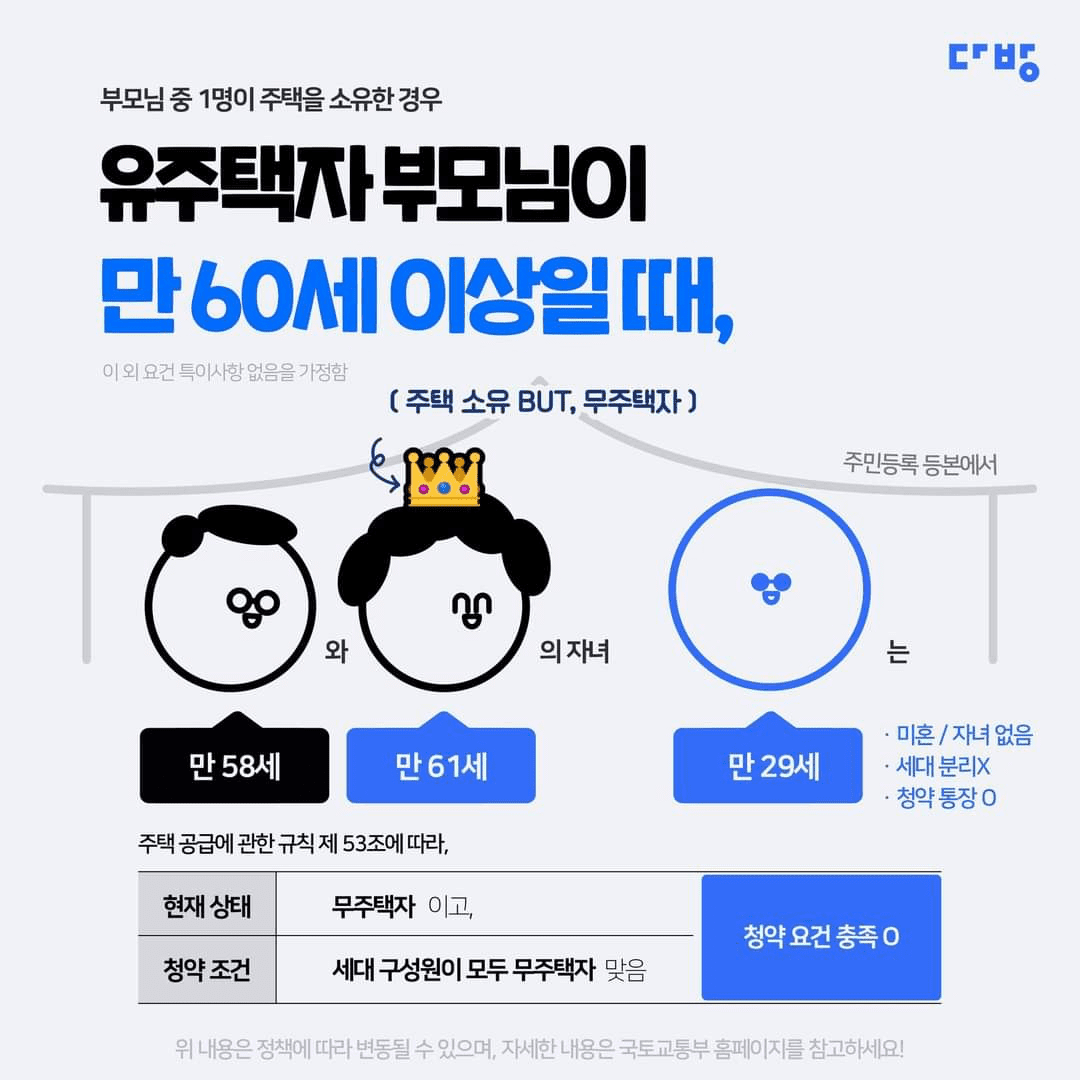 다방
부모님 중 1명이 주택을 소유한 경우
유주택자 부모님이
만 60세 이상일 때,
이 외 요건 특이사항 없음을 가정함
( 주택 소유 BUT, 무주택자 )
주민등록 등본에서
와
의 자녀
는
만 58세
만 61세
만 29세
· 미혼 / 자녀 없음
· 세대 분리X
· 청약 통장 O
주택 공급에 관한 규칙 제 53조에 따라,
현재 상태
무주택자 이고,
청약 조건
세대 구성원이 모두 무주택자 맞음
청약 요건 충족 O
위 내용은 정책에 따라 변동될 수 있으며, 자세한 내용은 국토교통부 홈페이지를 참고하세요!